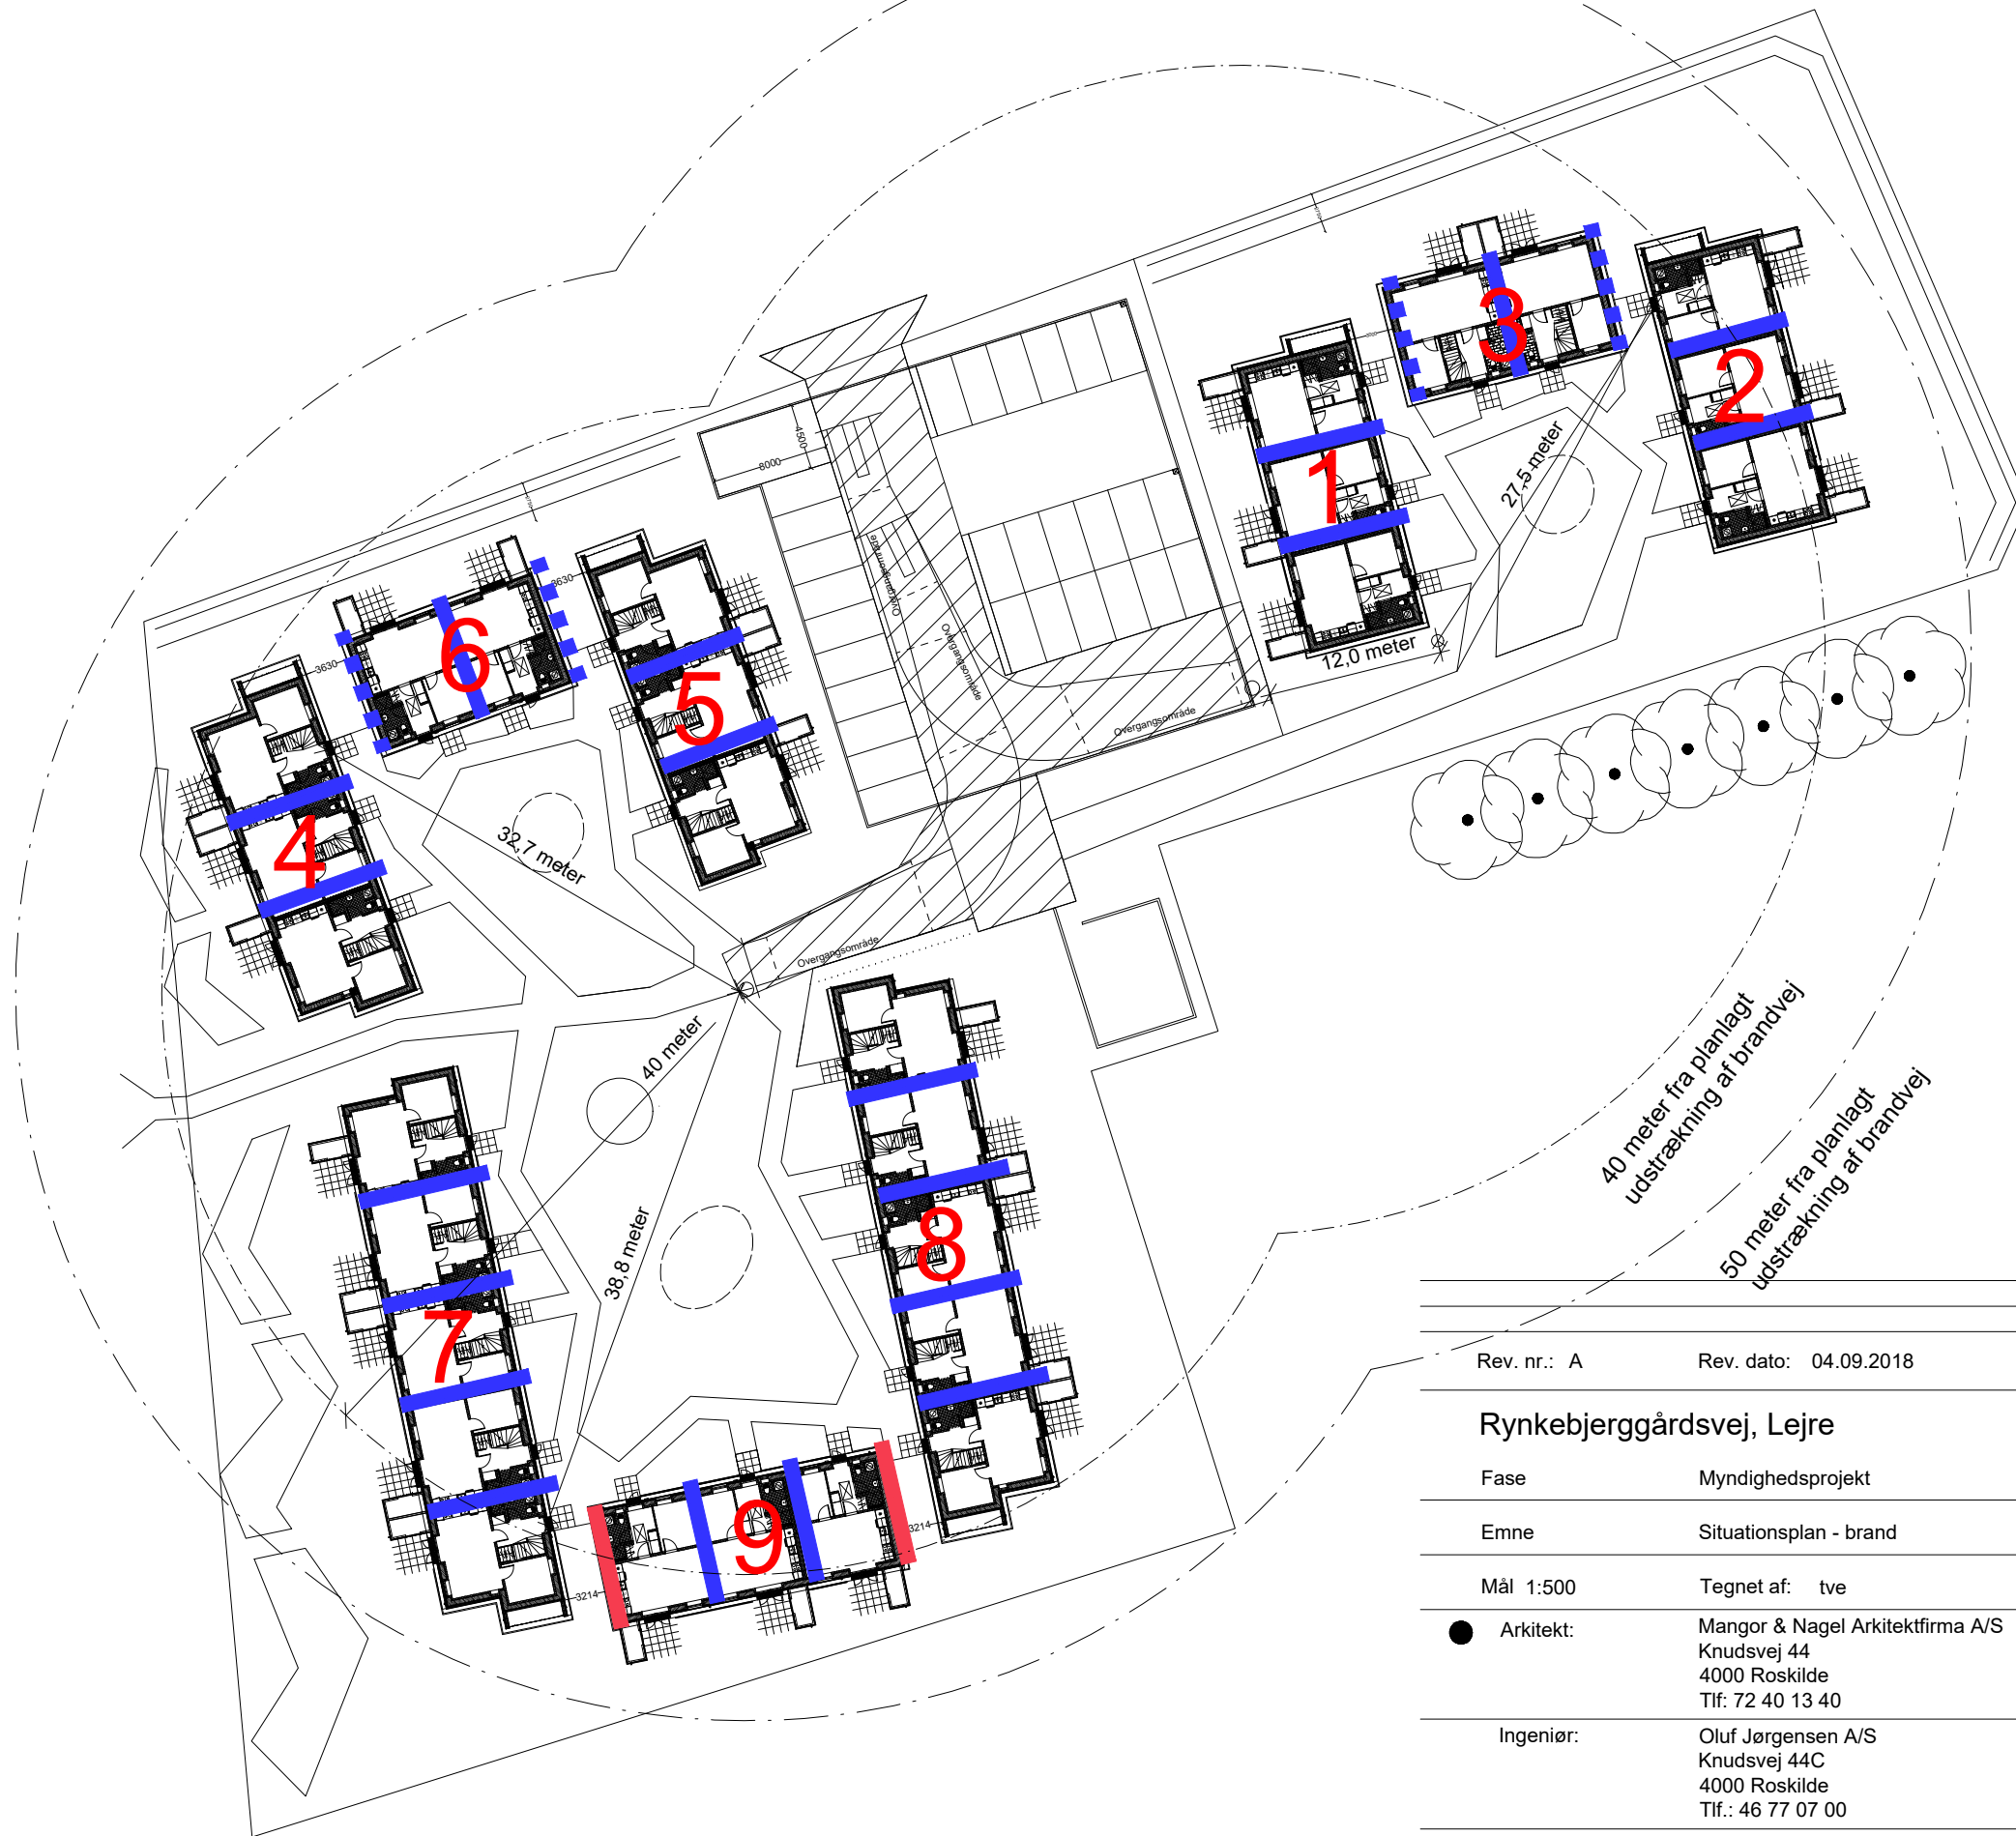 3
2
1
6
5
4
7
8
9
4500
8000
3630
3630
27,5 meter
12,0 meter
32,7 meter
40 meter
38,8 meter
3214
3214
Overgangsområde
Overgangsområde
Overgangsområde
Overgangsområde
40 meter fra planlagt
udstrækning af brandvej
50 meter fra planlagt
udstrækning af brandvej
Rev. nr.: A Rev. dato: 04.09.2018
Rynkebjerggårdsvej, Lejre
Fase Myndighedsprojekt
Emne Situationsplan - brand
Mål 1:500 Tegnet af: tve
Arkitekt: Mangor & Nagel Arkitektfirma A/S
Knudsvej 44
4000 Roskilde
Tlf: 72 40 13 40
Ingeniør: Oluf Jørgensen A/S
Knudsvej 44C
4000 Roskilde
Tlf.: 46 77 07 00